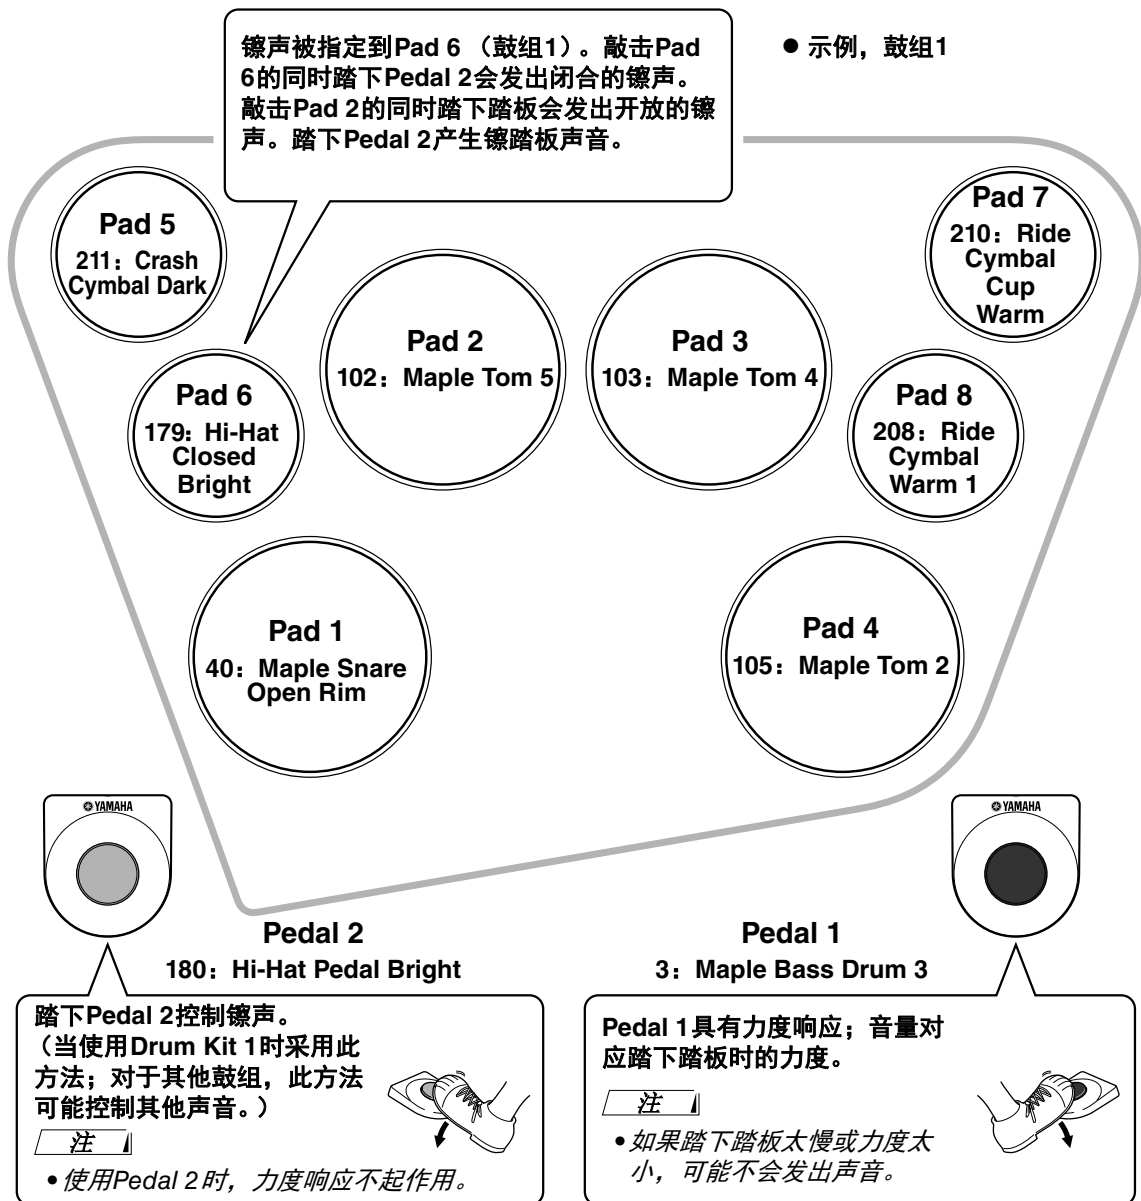 镲声被指定到Pad 6 （鼓组1）。敲击Pad
6的同时踏下Pedal 2会发出闭合的镲声。
敲击Pad 2的同时踏下踏板会发出开放的镲
声。踏下Pedal 2产生镲踏板声音。
● 示例，鼓组1
Pad 5
211：Crash
Cymbal Dark
Pad 7
210：Ride
Cymbal
Cup
Warm
Pad 2
102：Maple Tom 5
Pad 3
103：Maple Tom 4
Pad 6
179：Hi-Hat
Closed
Bright
Pad 8
208：Ride
Cymbal
Warm 1
Pad 1
40：Maple Snare
Open Rim
Pad 4
105：Maple Tom 2
YAMAHA
YAMAHA
Pedal 2
180：Hi-Hat Pedal Bright
Pedal 1
3：Maple Bass Drum 3
踏下Pedal 2控制镲声。
（当使用Drum Kit 1时采用此
方法；对于其他鼓组，此方法
可能控制其他声音。）
注
•使用Pedal 2时，力度响应不起作用。
Pedal 1具有力度响应；音量对
应踏下踏板时的力度。
注
•如果踏下踏板太慢或力度太
小，可能不会发出声音。